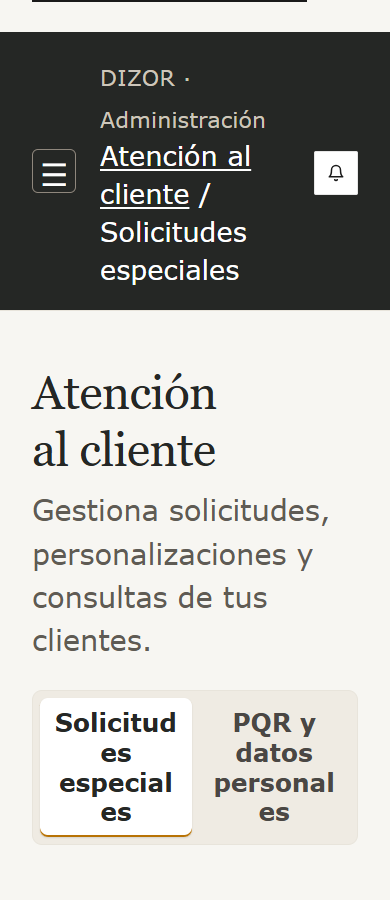 DIZOR ·
Administración
Atención al
cliente /
Solicitudes
especiales
Atención
al cliente
Gestiona solicitudes,
personalizaciones y
consultas de tus
clientes.
Solicitud
es
especial
es
PQR y
datos
personal
es